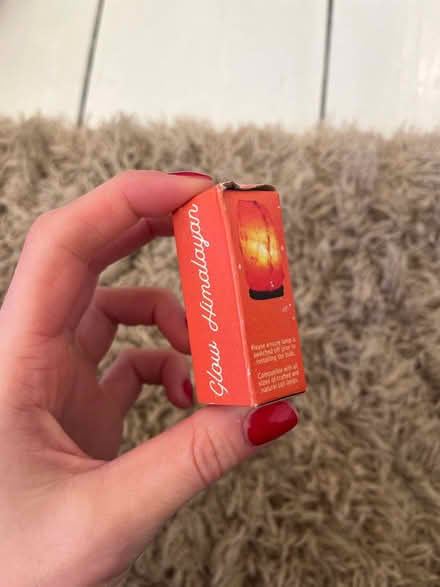 Glow Himalayan
Please ensure lamp is
switched off prior to
installing the bulb.
Compatible with all
sizes of crafted and
natural salt lamps.